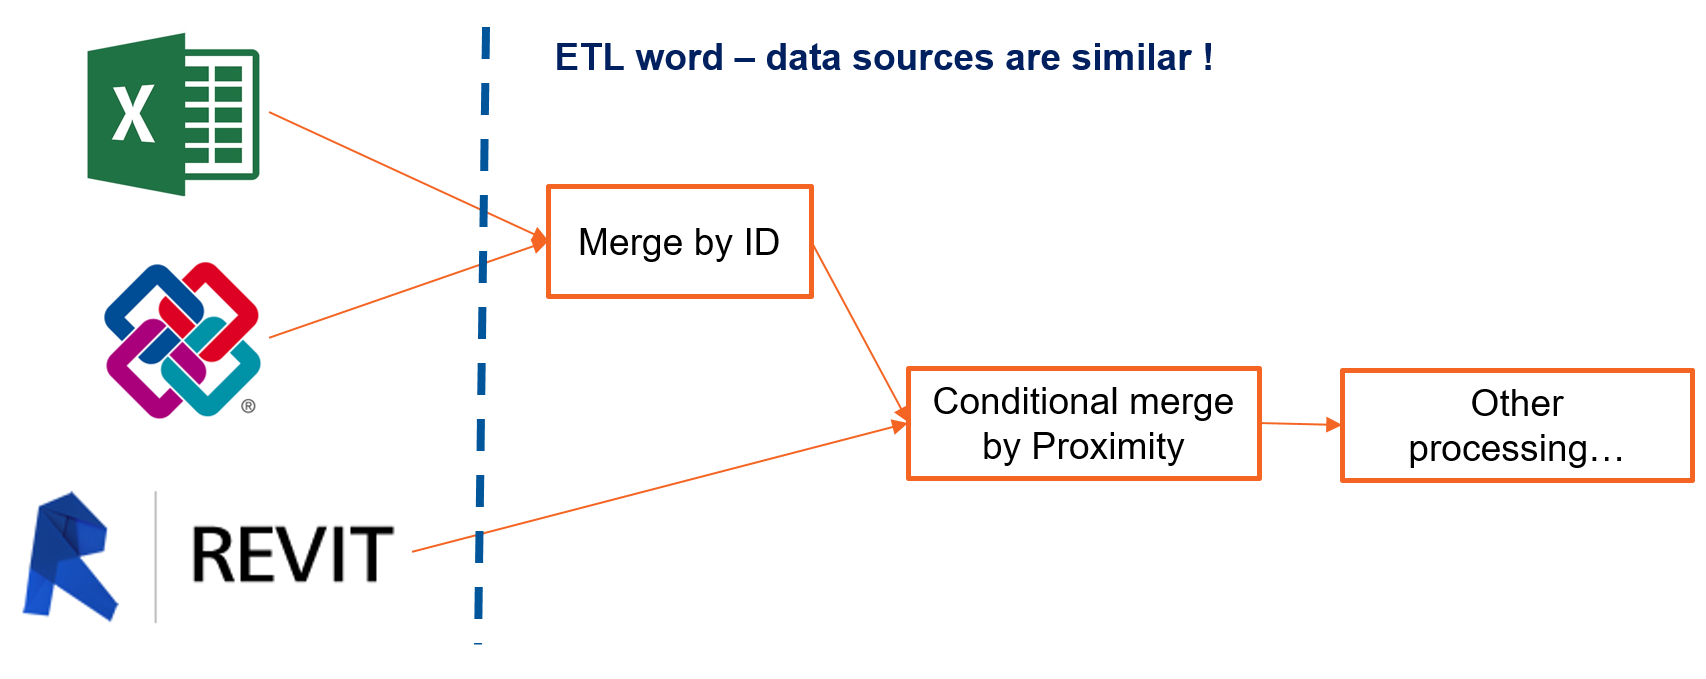 ETL word – data sources are similar !
X
Merge by ID
Conditional merge
by Proximity
Other
processing…
®
REVIT